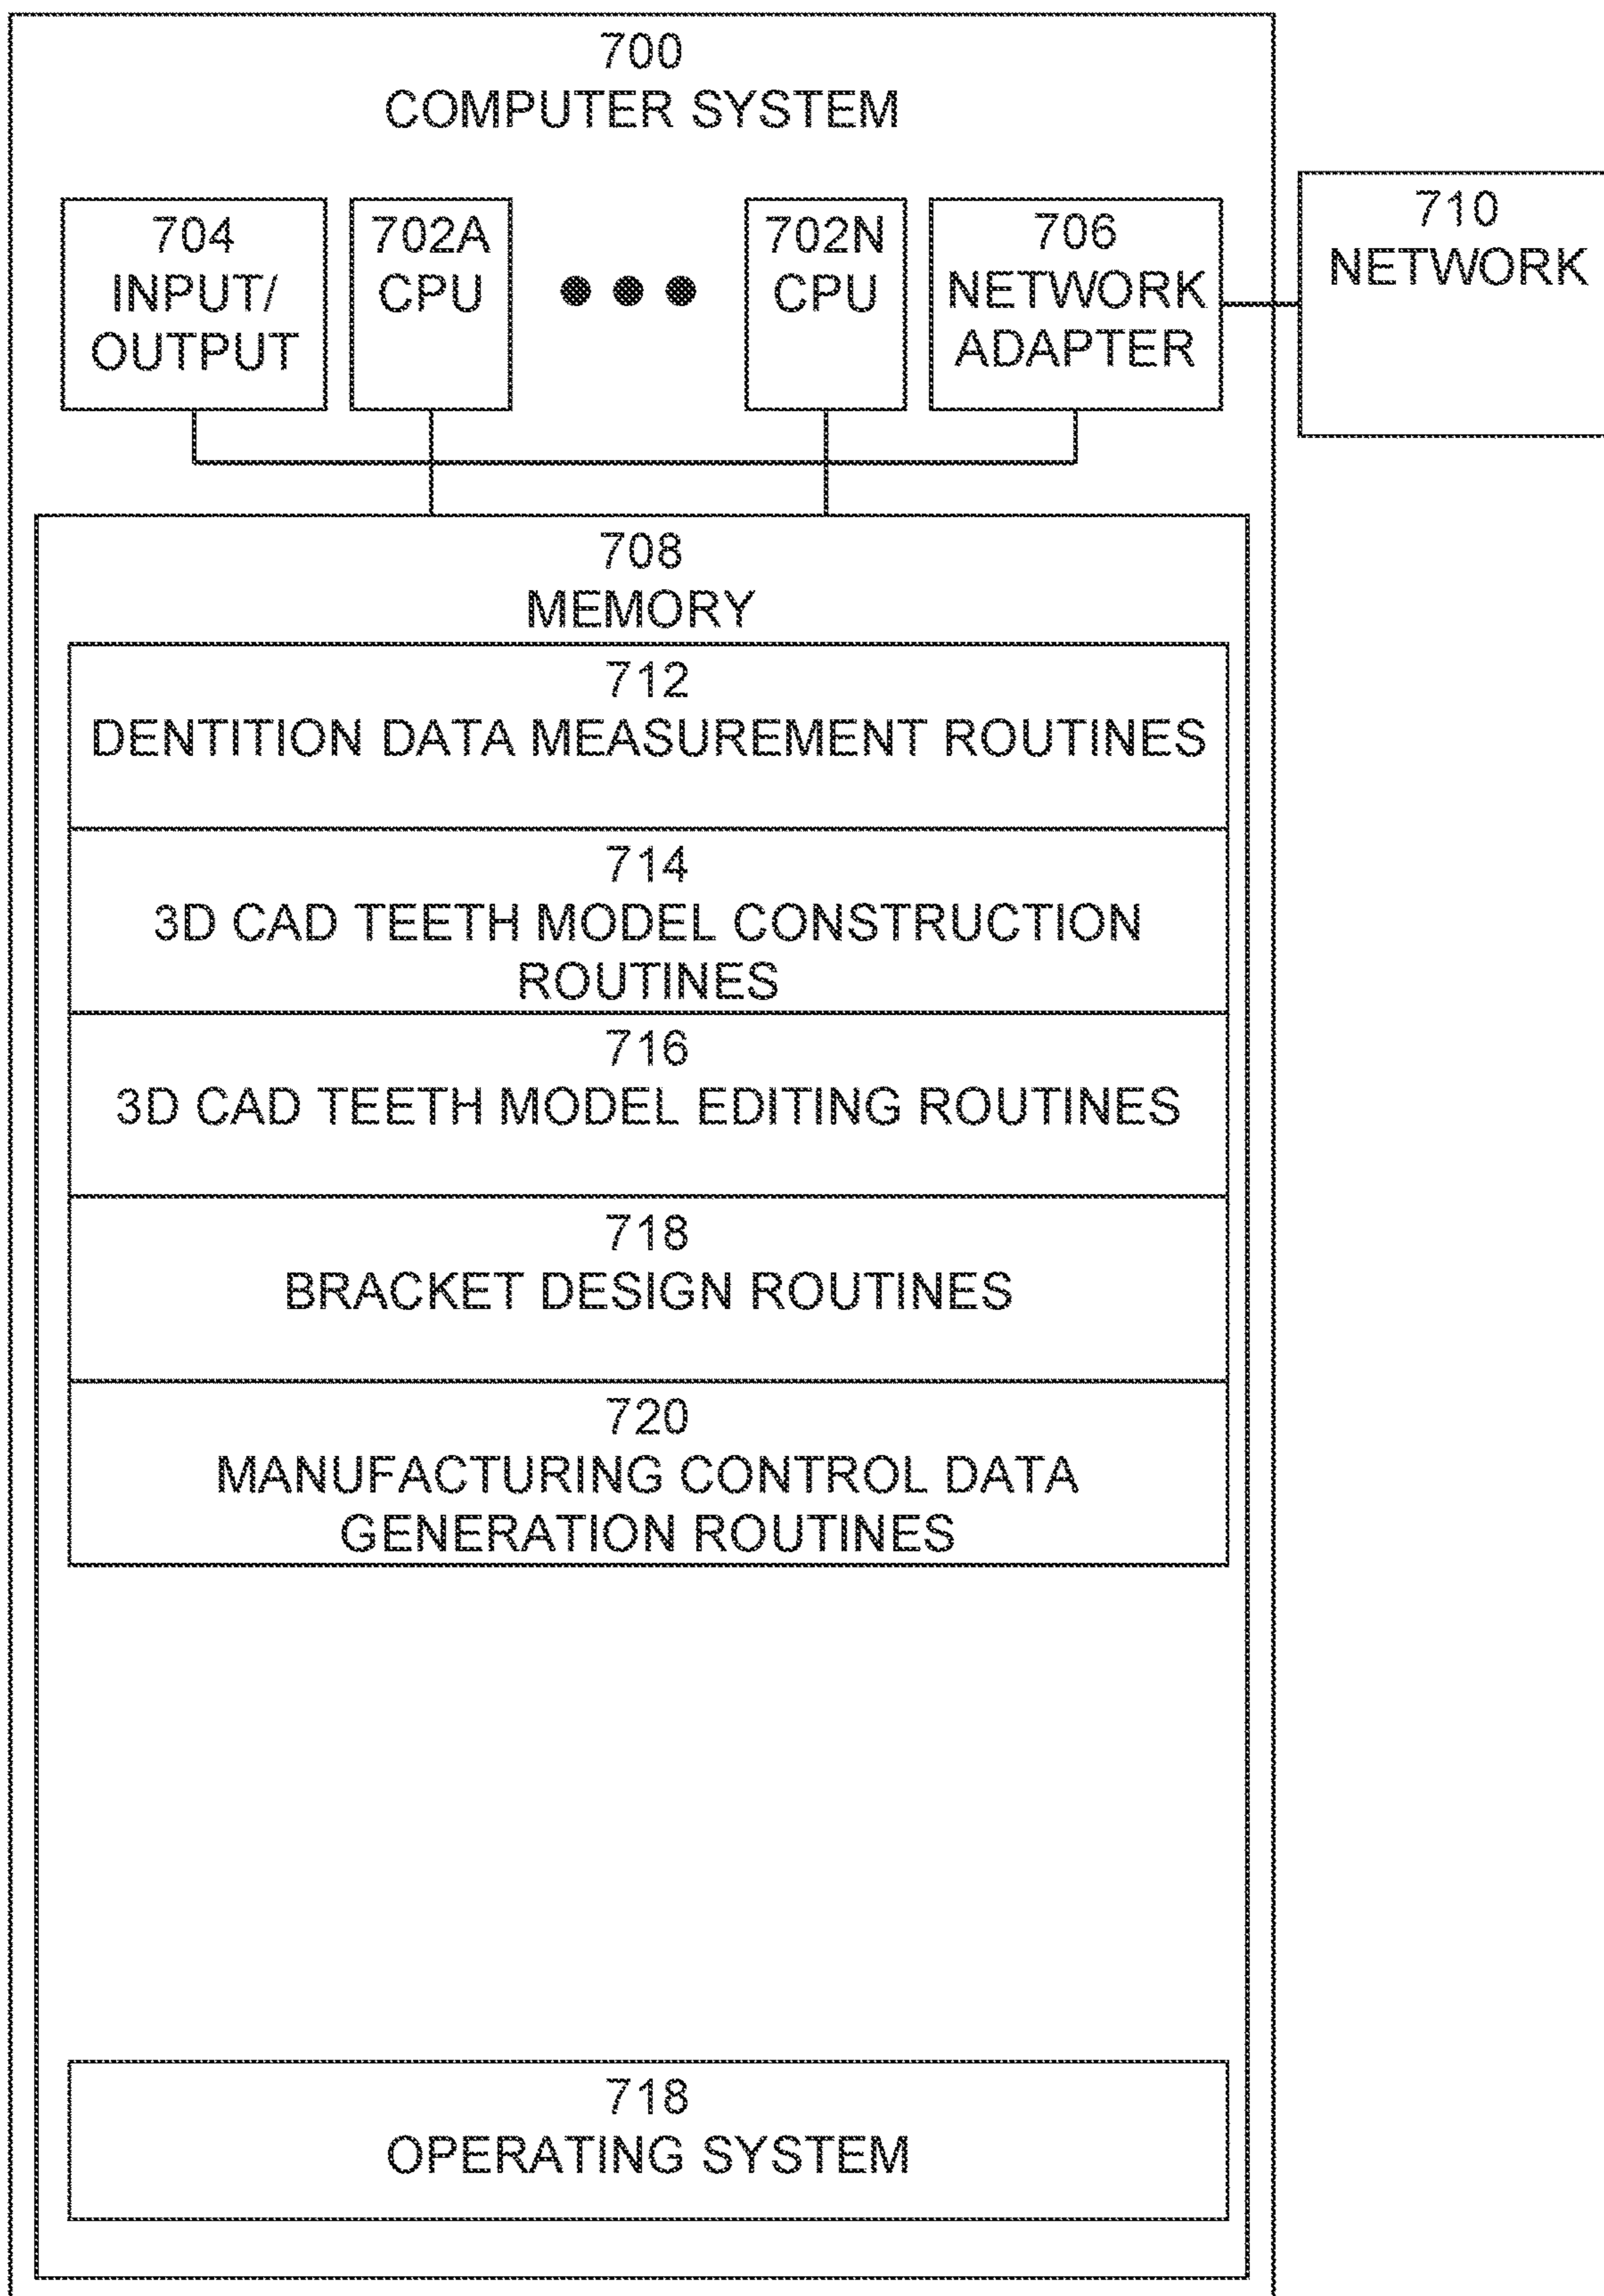 700
COMPUTER SYSTEM
704
INPUT/
OUTPUT
702A
CPU
702N
CPU
706
NETWORK
ADAPTER
710
NETWORK
708
MEMORY
712
DENTITION DATA MEASUREMENT ROUTINES
714
3D CAD TEETH MODEL CONSTRUCTION
ROUTINES
716
3D CAD TEETH MODEL EDITING ROUTINES
718
BRACKET DESIGN ROUTINES
720
MANUFACTURING CONTROL DATA
GENERATION ROUTINES
718
OPERATING SYSTEM